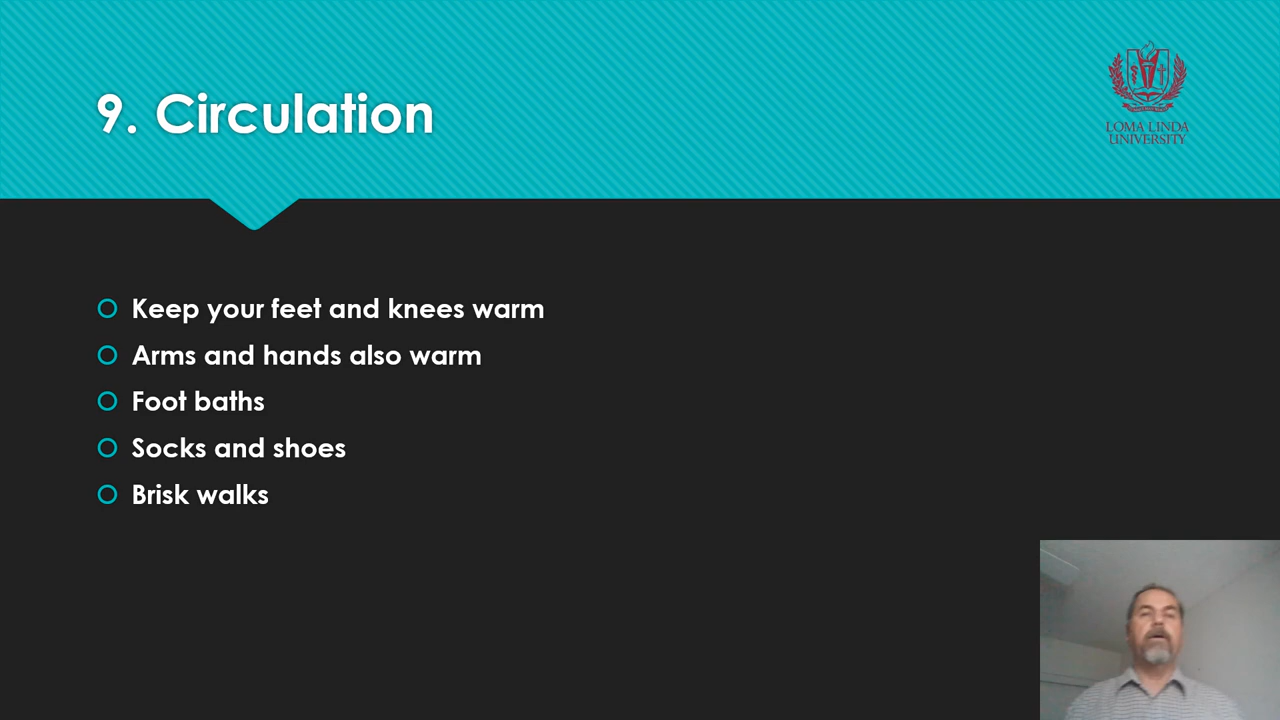 9. Circulation
LOMA LINDA
UNIVERSITY
Keep your feet and knees warm
Arms and hands also warm
Foot baths
Socks and shoes
Brisk walks